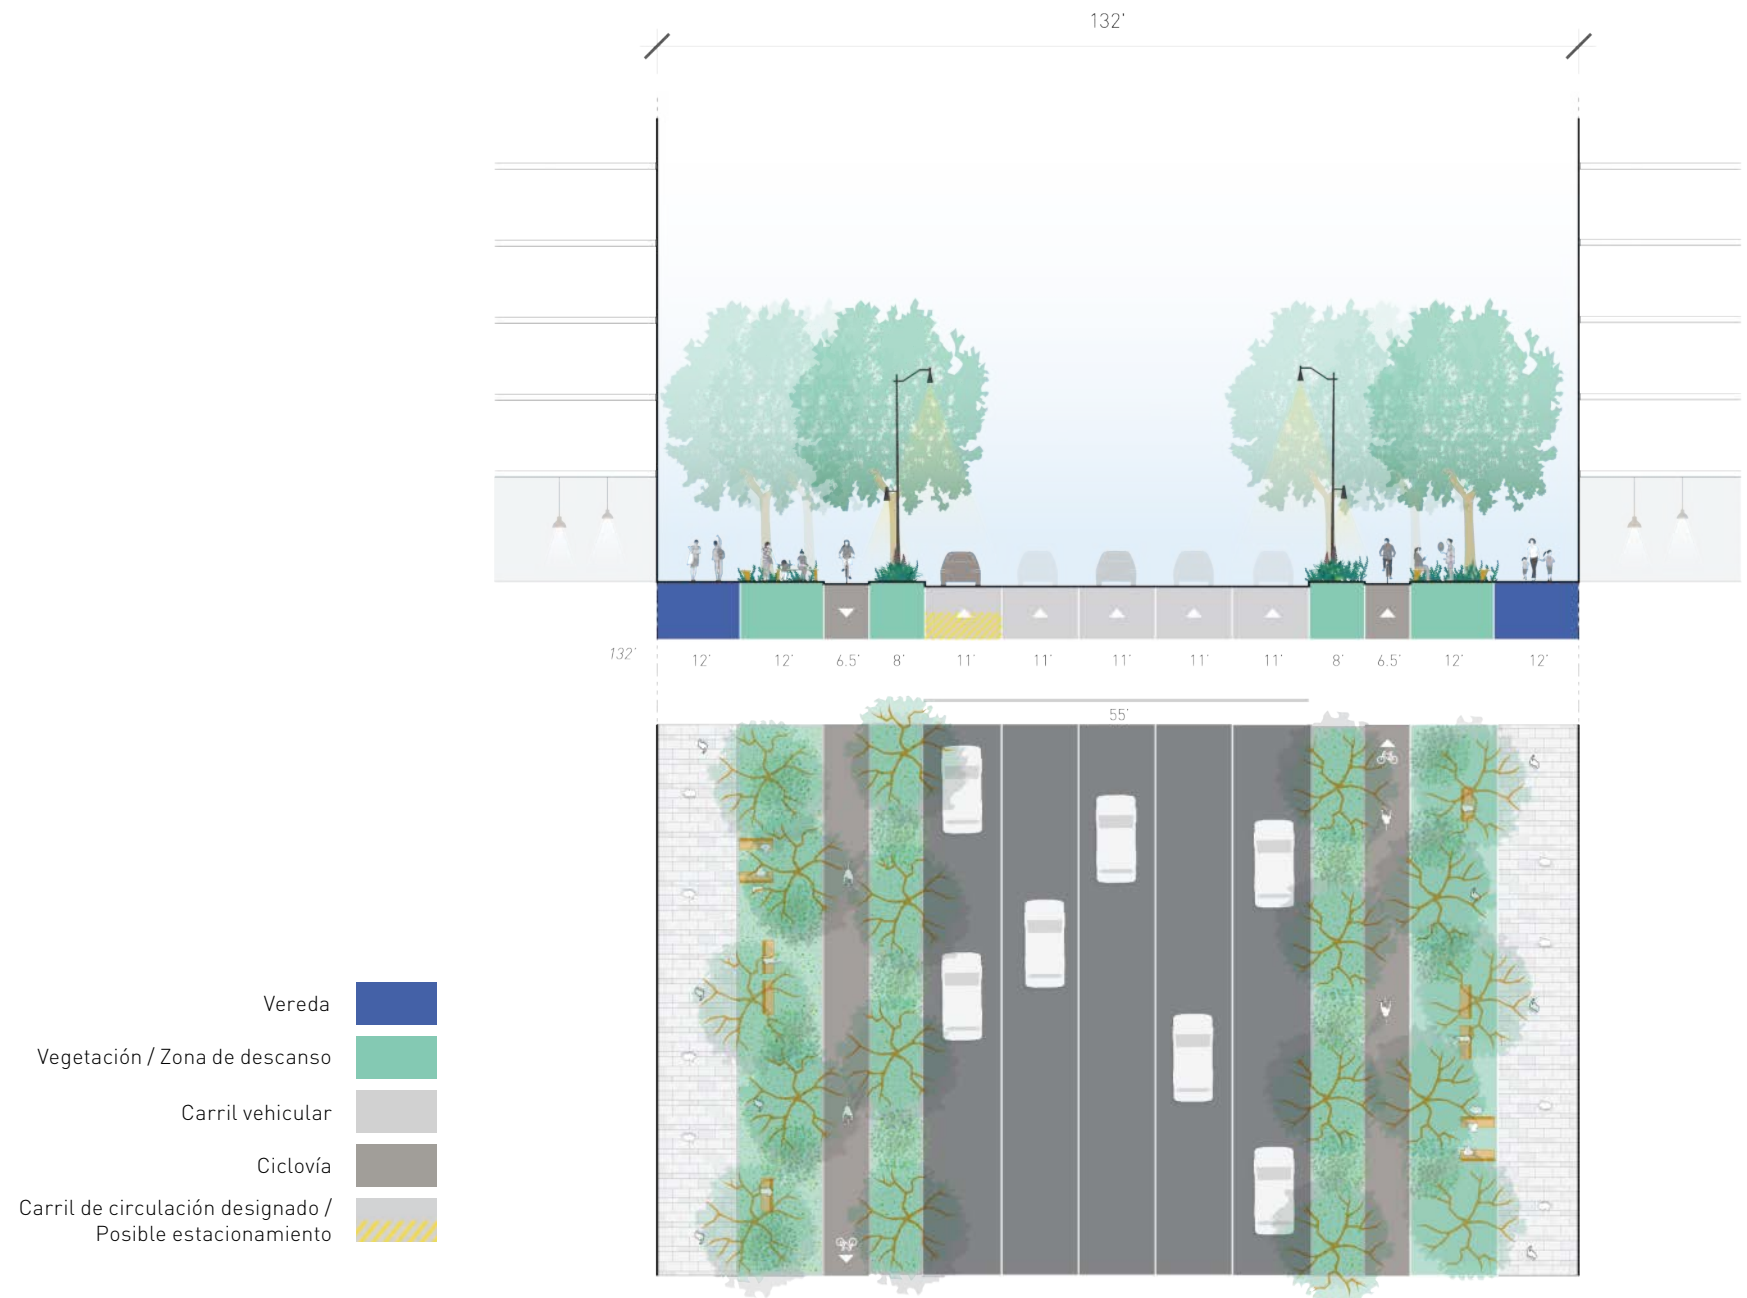 132'
132'
12' 12' 6.5' 8' 11' 11' 11' 11' 11' 8' 6.5' 12' 12'
55'
Vereda
Vegetación / Zona de descanso
Carril vehicular
Ciclovía
Carril de circulación designado /
Posible estacionamiento